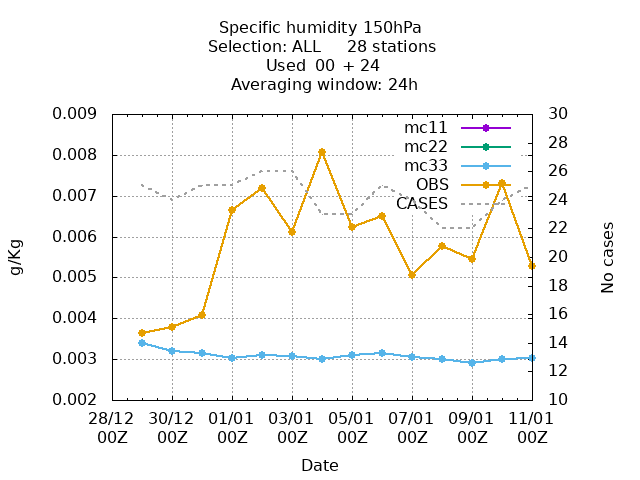 Specific humidity 150hPa
Selection: ALL 28 stations
Used 00 + 24
Averaging window: 24h
0.009
0.008
0.007
0.006
0.005
0.004
0.003
0.002
g/Kg
30
28
26
24
22
20
18
16
14
12
10
No cases
mc11
mc22
mc33
OBS
CASES
28/12 30/12 01/01 03/01 05/01 07/01 09/01 11/01
00Z 00Z 00Z 00Z 00Z 00Z 00Z 00Z
Date